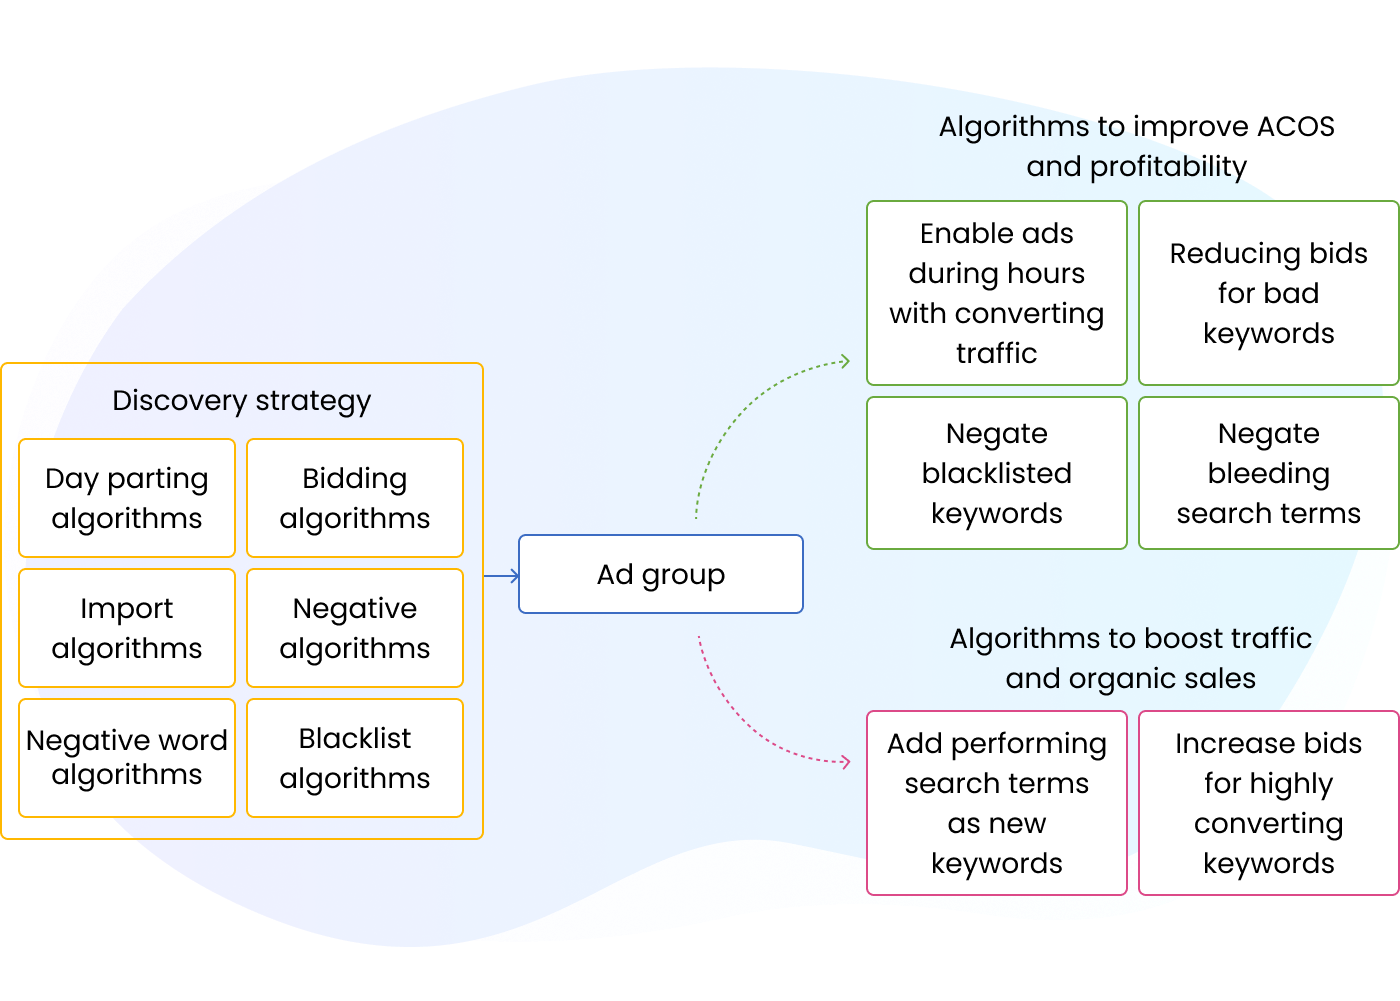 Discovery strategy
Day parting
algorithms
Bidding
algorithms
Import
algorithms
Negative
algorithms
Negative word
algorithms
Blacklist
algorithms
Ad group
Algorithms to improve ACOS
and profitability
Enable ads
during hours
with converting
traffic
Reducing bids
for bad
keywords
Negate
blacklisted
keywords
Negate
bleeding
search terms
Algorithms to boost traffic
and organic sales
Add performing
search terms
as new
keywords
Increase bids
for highly
converting
keywords